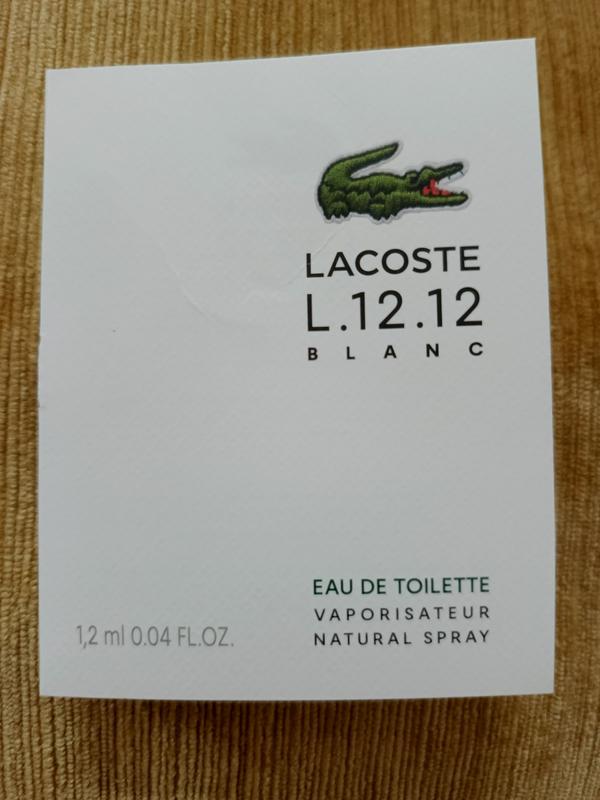 LACOSTE
L.12.12
BLANC
EAU DE TOILETTE
VAPORISATEUR
NATURAL SPRAY
1,2 ml 0.04 FL.OZ.